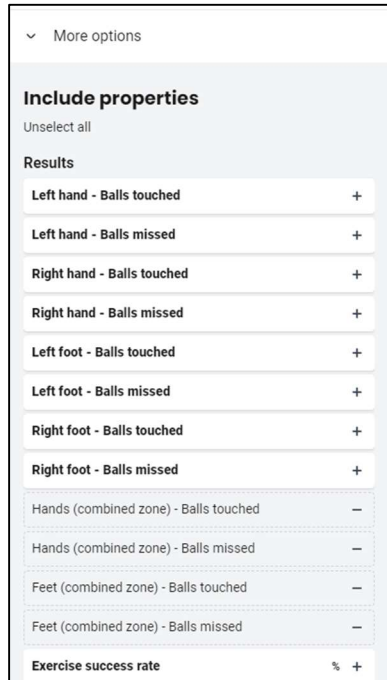 More options
Include properties
Unselect all
Results
Left hand - Balls touched +
Left hand - Balls missed +
Right hand - Balls touched +
Right hand - Balls missed +
Left foot - Balls touched +
Left foot - Balls missed +
Right foot - Balls touched +
Right foot - Balls missed +
Hands (combined zone) - Balls touched −
Hands (combined zone) - Balls missed −
Feet (combined zone) - Balls touched −
Feet (combined zone) - Balls missed −
Exercise success rate % +